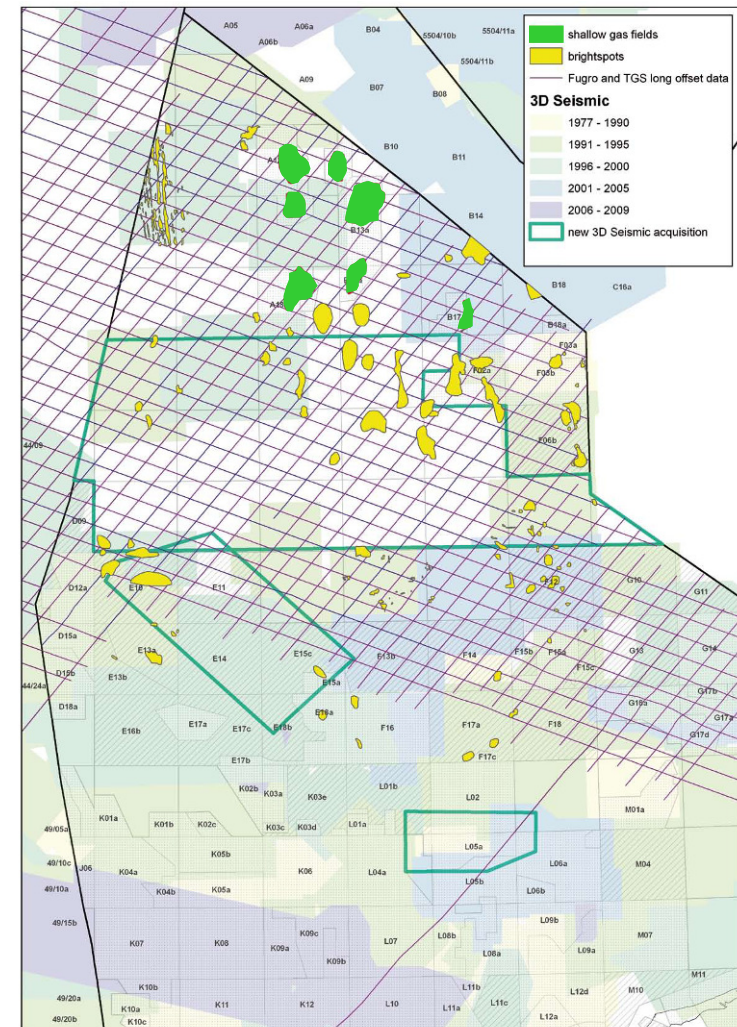 A05
A06a
A06b
B04
5504/10b
5504/11a
5504/11b
A09
B07
B08
B10
B11
B13a
B14
B17
B18
B18a
C16a
F02a
F03a
F03b
F06b
44/09
D09
D12a
E10
E11
F12
G10
G11
D15a
D15b
E13a
E13b
E14
E15c
E15a
F13b
F14
F15b
F15a
F15c
G13
G14
44/24a
D18a
E16b
E17a
E17c
E17b
E18b
E18a
F16
F17a
F17c
F18
G16a
G17b
G17a
G17d
K02b
K03a
K03e
L01b
L02
M01a
49/05a
K01a
K01b
K02c
K03c
K03d
L01a
49/10c
J06
K04a
K05b
K06
L04a
L05a
L06a
M04
49/10a
K04b
K05a
L05b
L06b
49/15b
K07
K08
K09c
K09a
K09b
L07
L08b
L08a
L09b
L09a
M07
49/20a
49/20b
K10b
K10a
K10c
K11
K12
L10
L11b
L11a
L11c
L12d
L12a
M10
M11
shallow gas fields
brightspots
Fugro and TGS long offset data
3D Seismic
1977 - 1990
1991 - 1995
1996 - 2000
2001 - 2005
2006 - 2009
new 3D Seismic acquisition